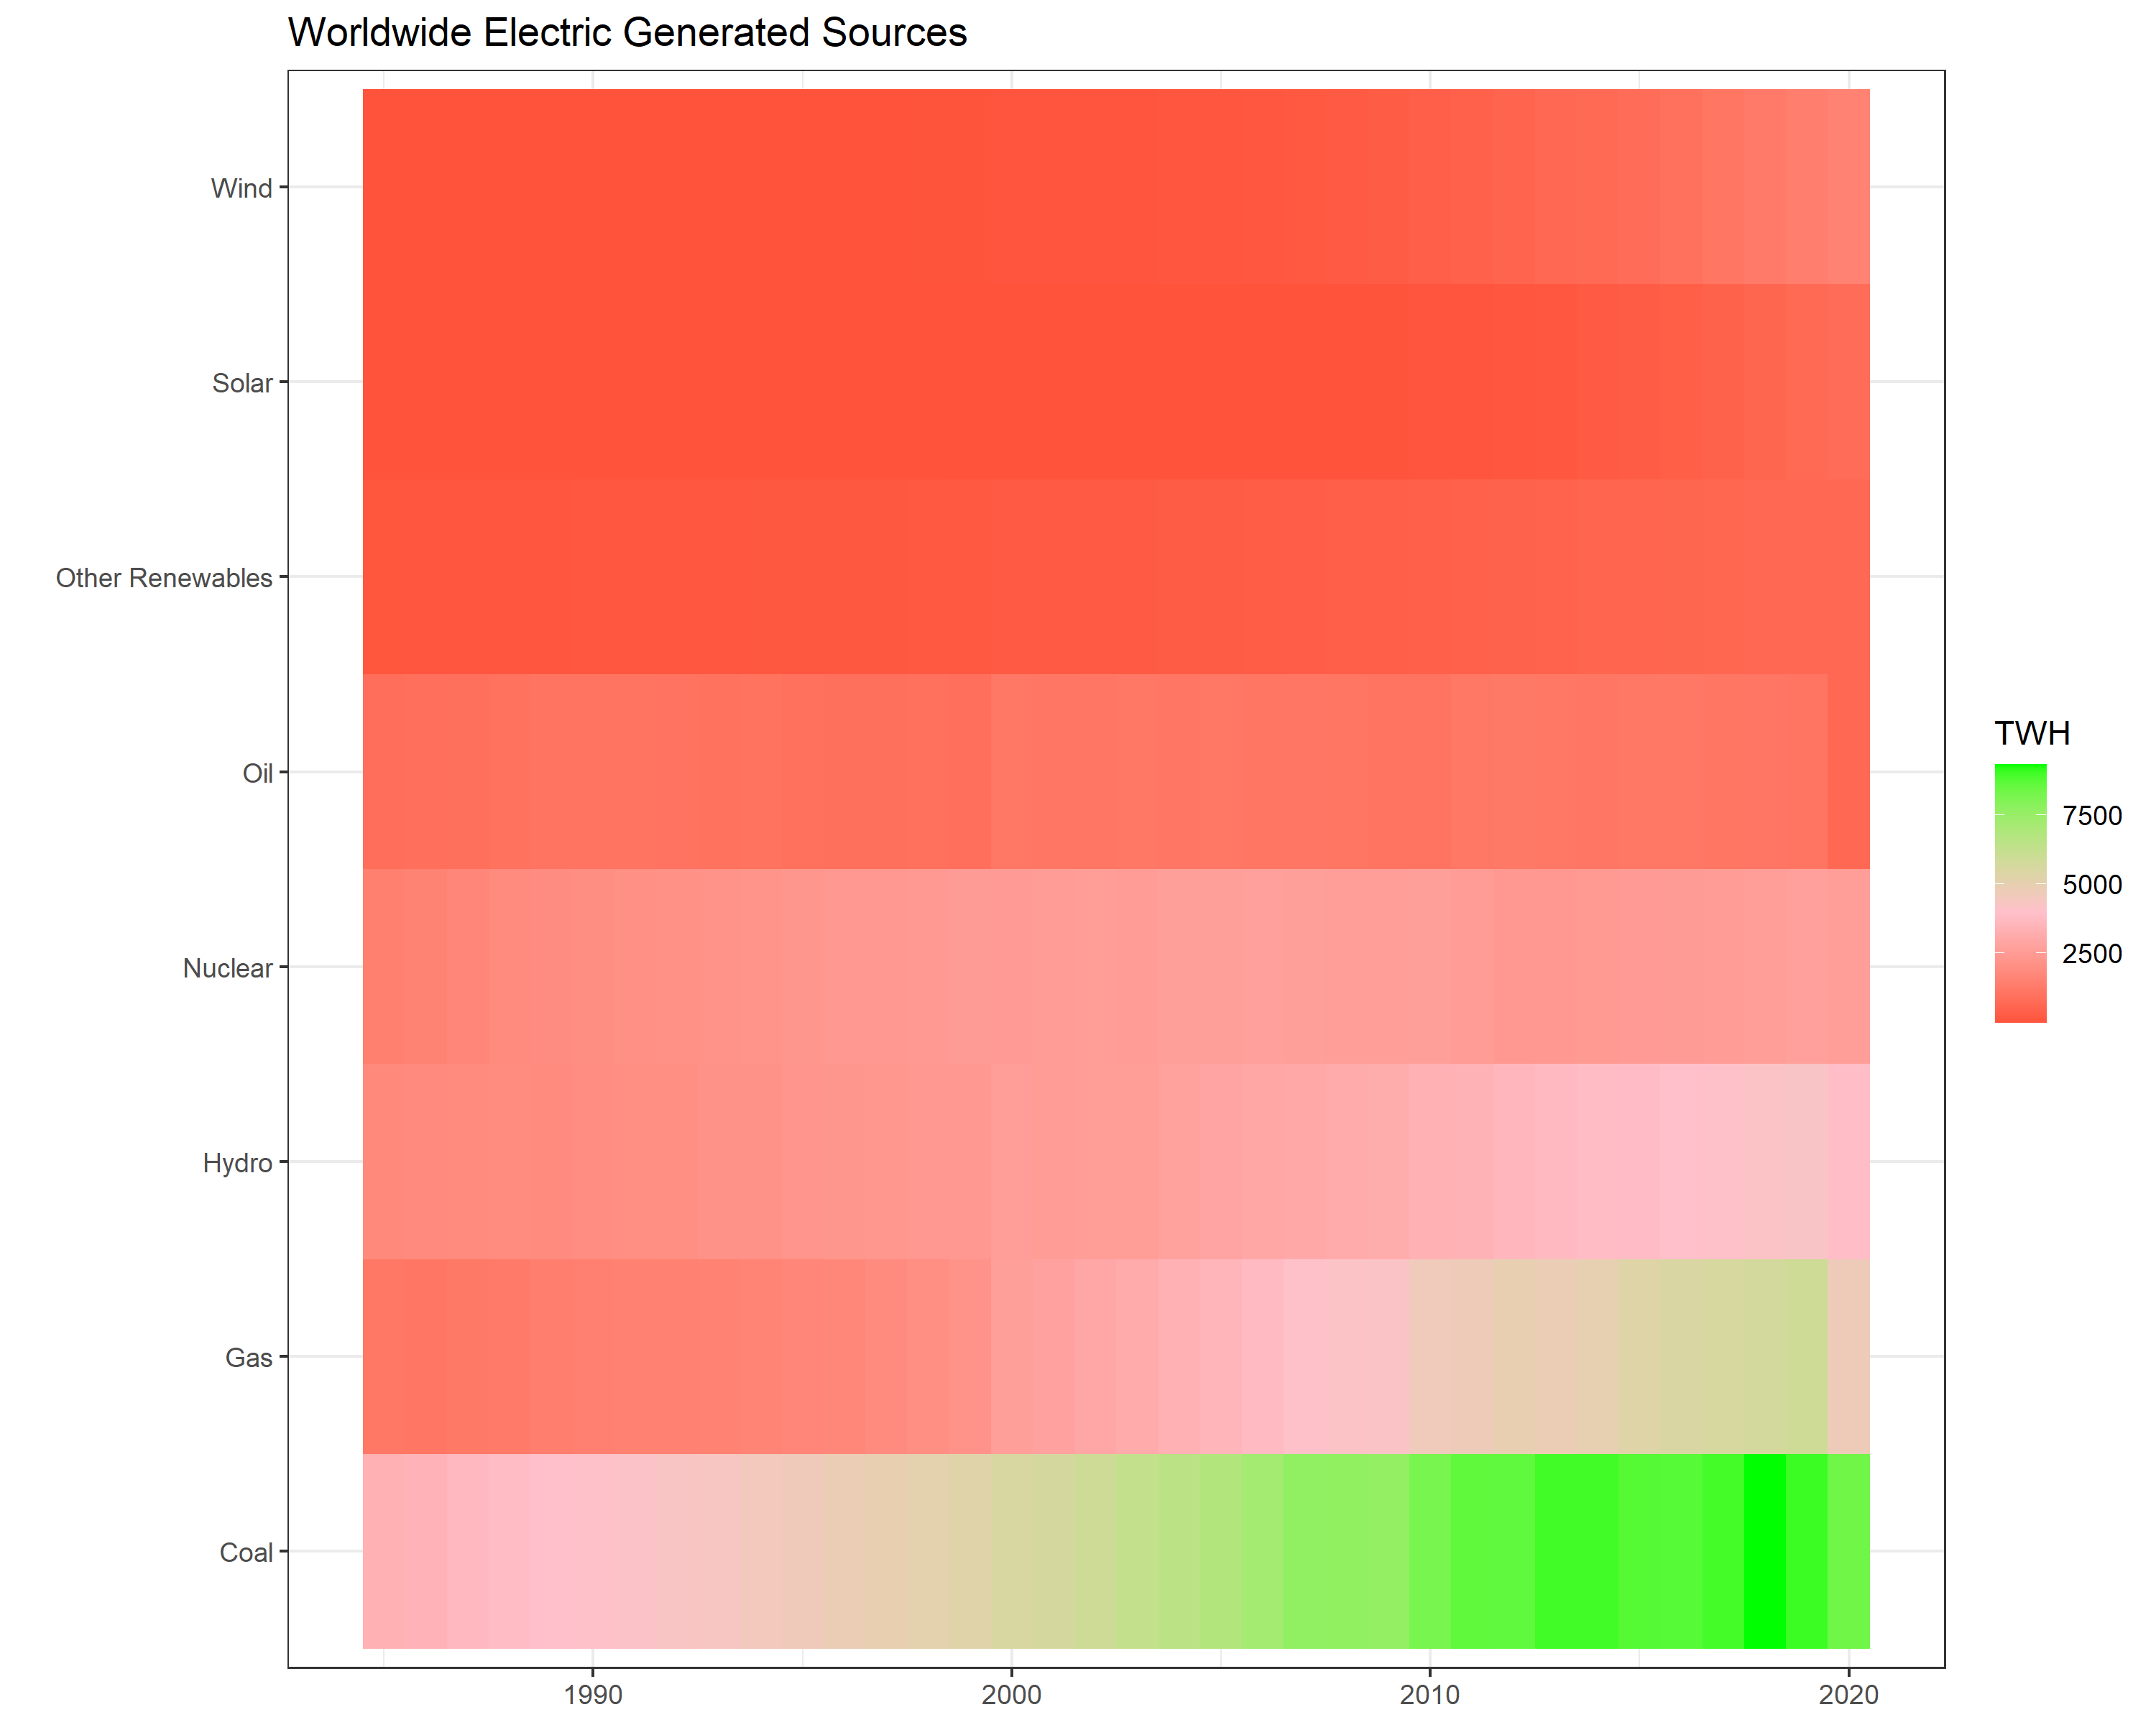 Worldwide Electric Generated Sources
Wind
Solar
Other Renewables
Oil
Nuclear
Hydro
Gas
Coal
1990
2000
2010
2020
TWH
7500
5000
2500